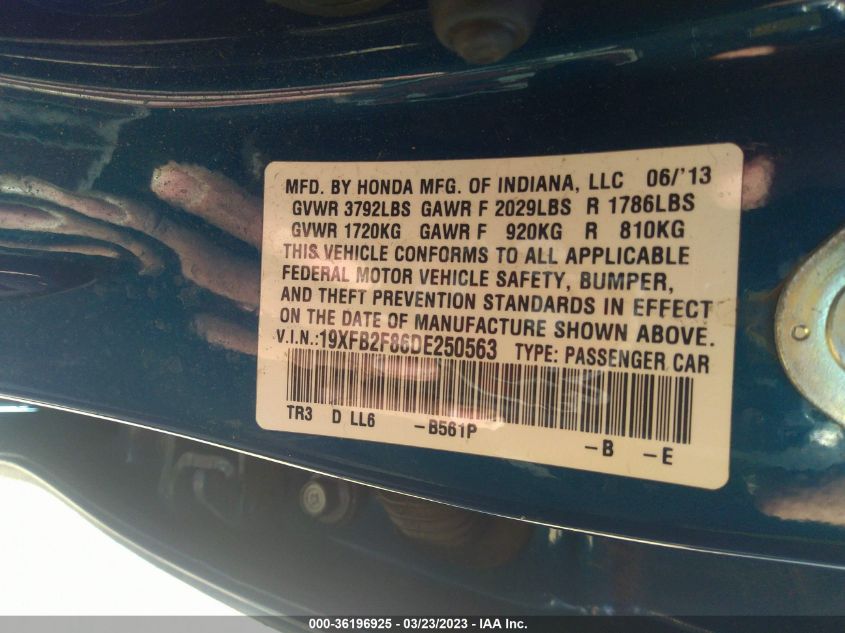 MFD. BY HONDA MFG. OF INDIANA, LLC 06/'13
GVWR 3792LBS GAWR F 2029LBS R 1786LBS
GVWR 1720KG GAWR F 920KG R 810KG
THIS VEHICLE CONFORMS TO ALL APPLICABLE
FEDERAL MOTOR VEHICLE SAFETY, BUMPER,
AND THEFT PREVENTION STANDARDS IN EFFECT
ON THE DATE OF MANUFACTURE SHOWN ABOVE.
V.I.N.:19XFB2F86DE250563 TYPE: PASSENGER CAR
TR3 D LL6 -B561P
-B -E
000-36196925 - 03/23/2023 - IAA Inc.